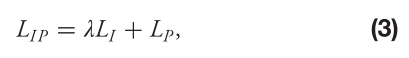 L_{IP} = λL_I + L_P, (3)